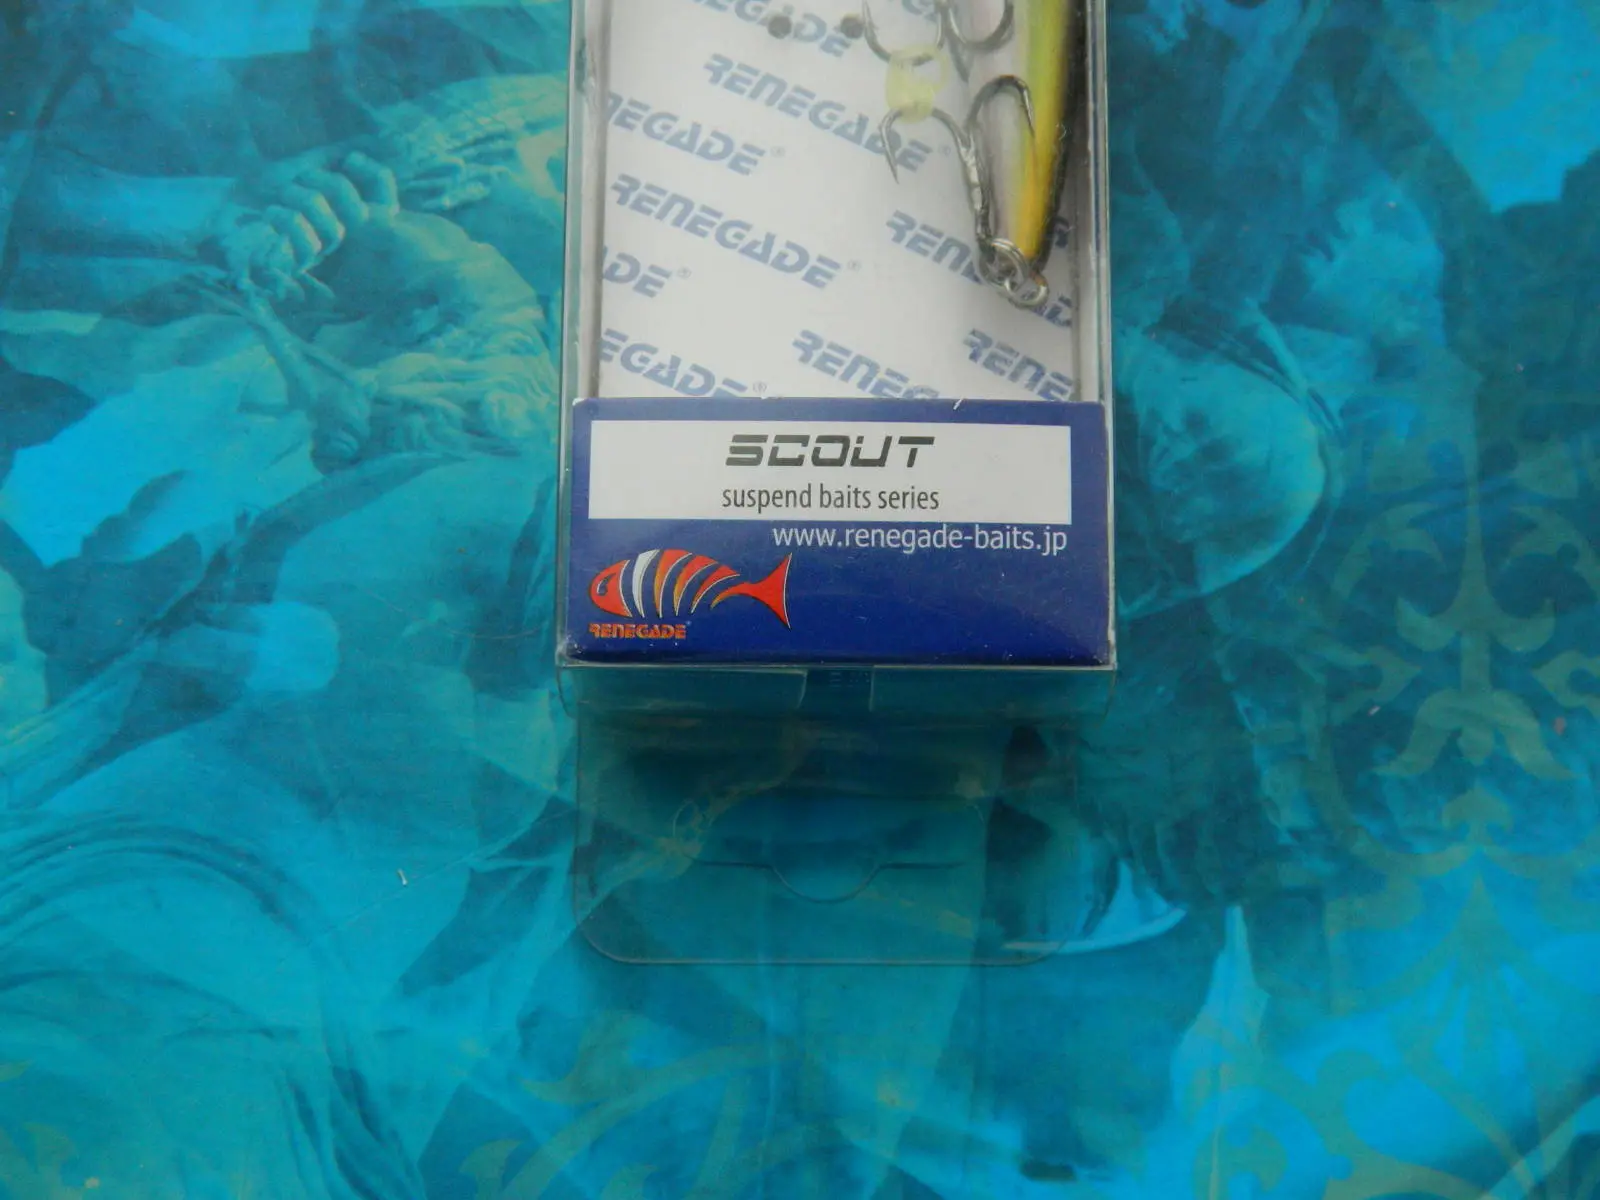 RENEGADE
RENEGADE
RENEGADE®
RENEGADE®
SCOUT
suspend baits series
www.renegade-baits.jp
RENEGADE